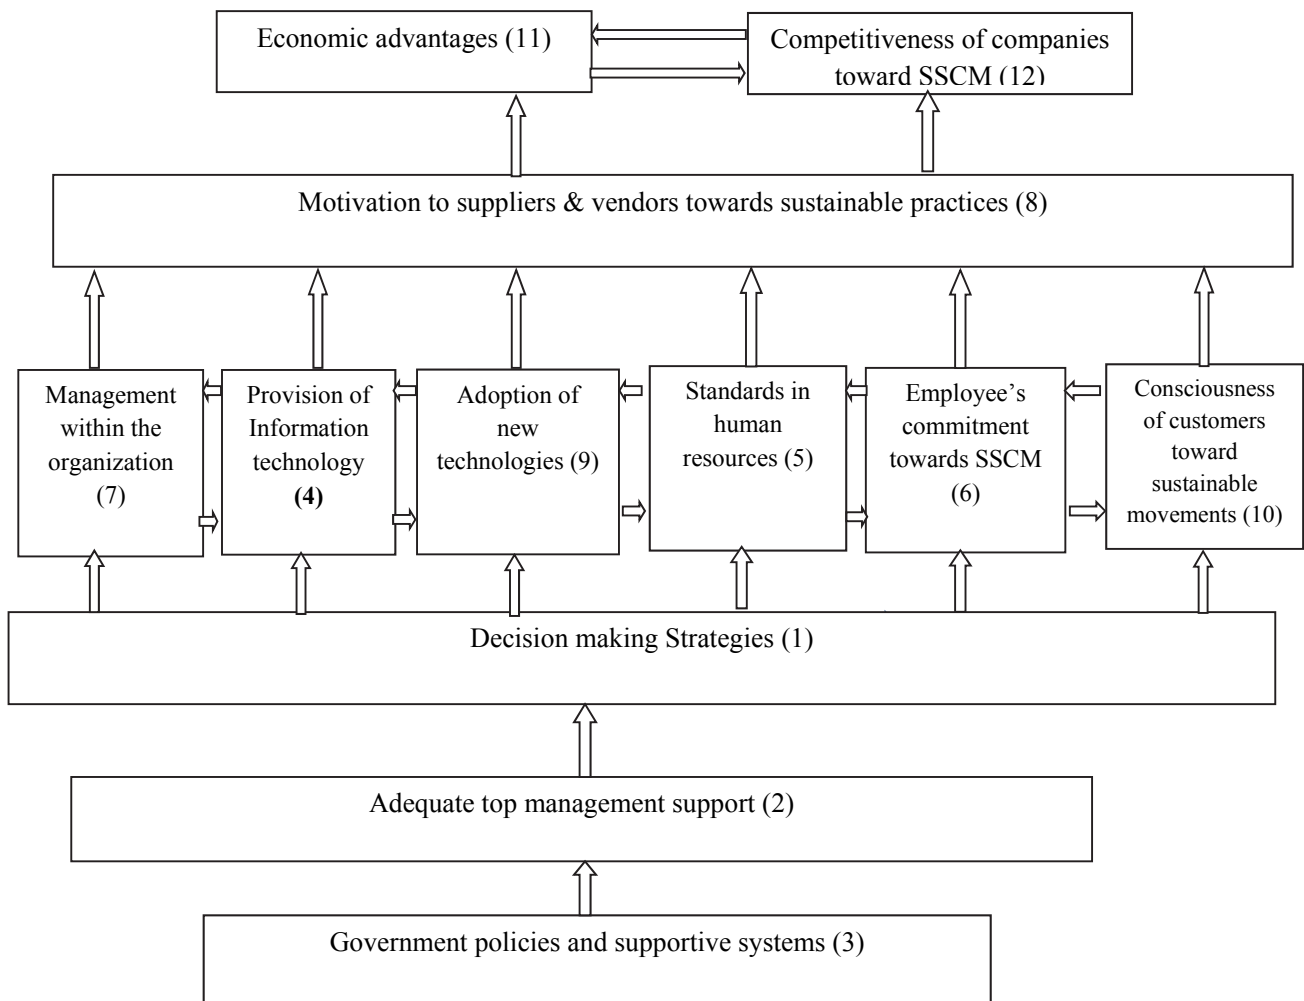 Economic advantages (11)
Competitiveness of companies
toward SSCM (12)
Motivation to suppliers & vendors towards sustainable practices (8)
Management
within the
organization
(7)
Provision of
Information
technology
(4)
Adoption of
new
technologies (9)
Standards in
human
resources (5)
Employee’s
commitment
towards SSCM
(6)
Consciousness
of customers
toward
sustainable
movements (10)
Decision making Strategies (1)
Adequate top management support (2)
Government policies and supportive systems (3)